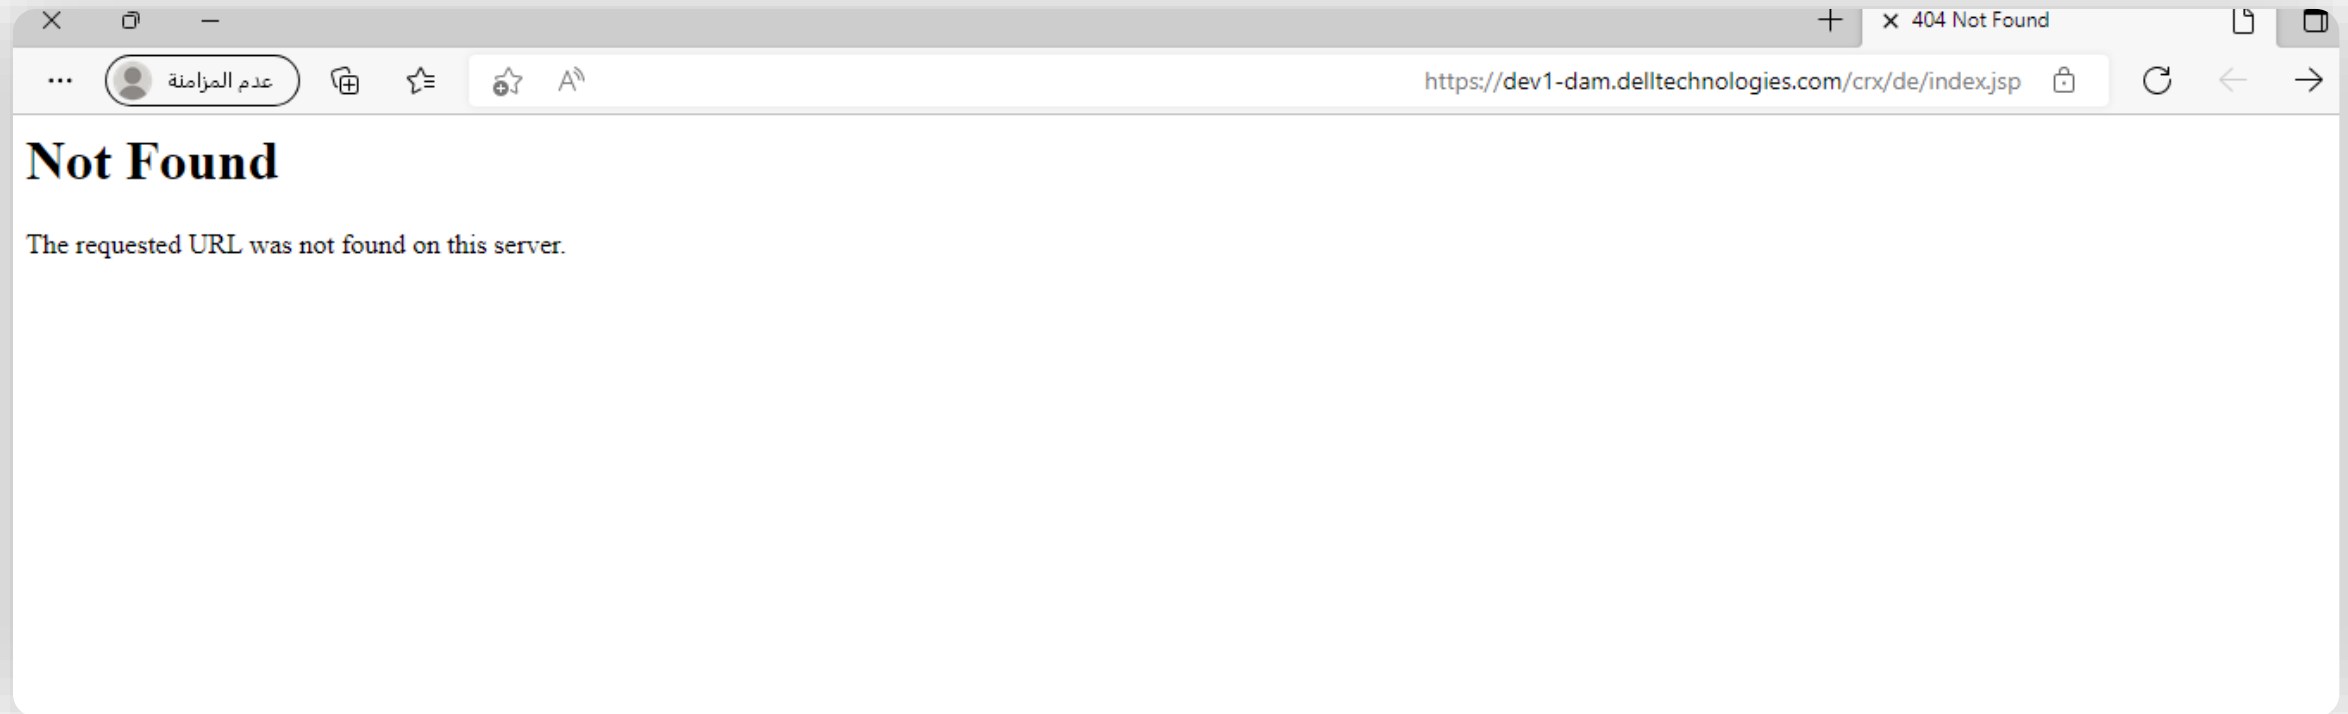 404 Not Found
عدم المزامنة
https://dev1-dam.delltechnologies.com/crx/de/index.jsp
Not Found
The requested URL was not found on this server.